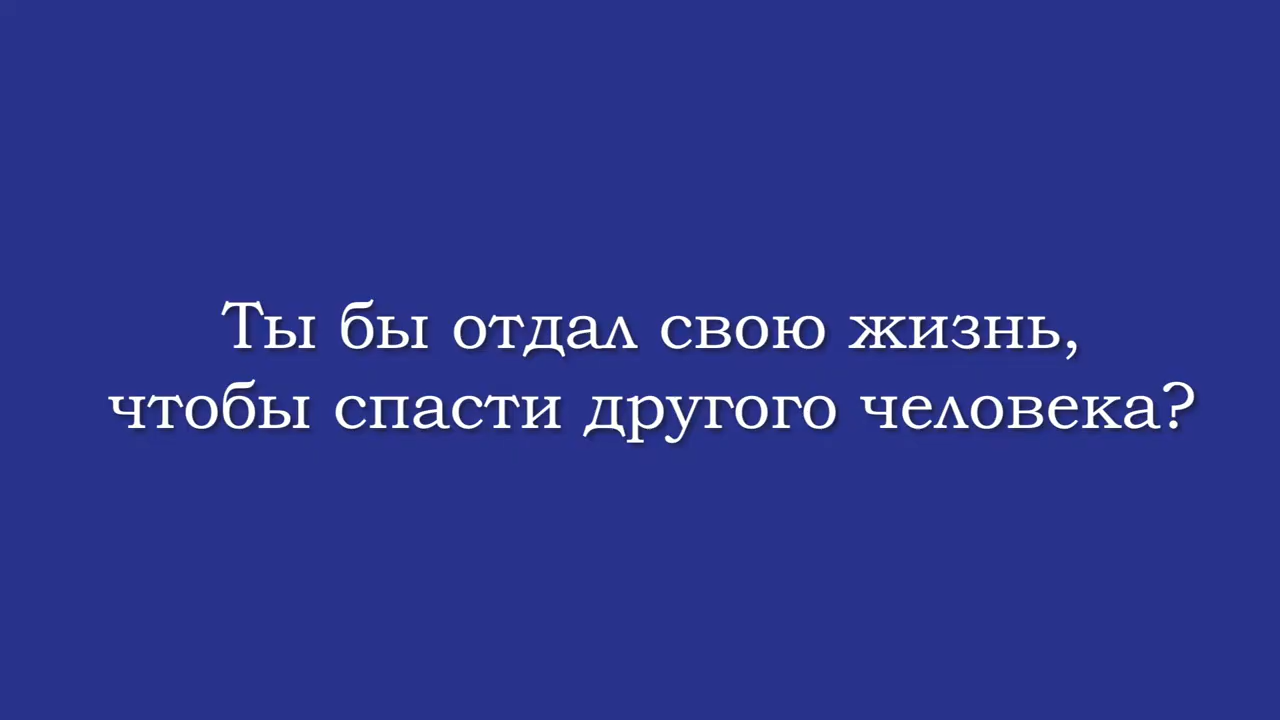 Ты бы отдал свою жизнь,
чтобы спасти другого человека?